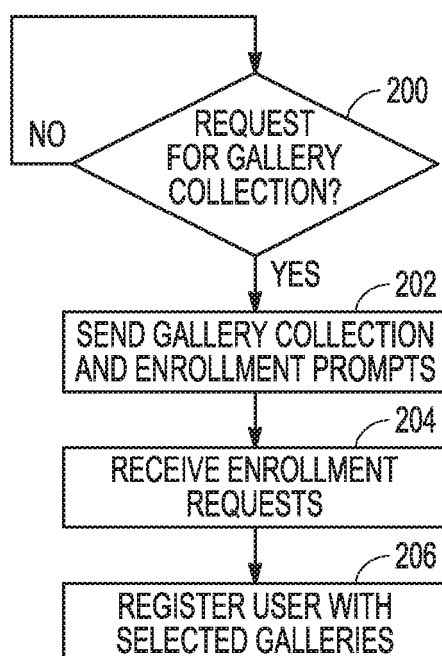 200
REQUEST
FOR GALLERY
COLLECTION?
NO
YES
202
SEND GALLERY COLLECTION
AND ENROLLMENT PROMPTS
204
RECEIVE ENROLLMENT
REQUESTS
206
REGISTER USER WITH
SELECTED GALLERIES